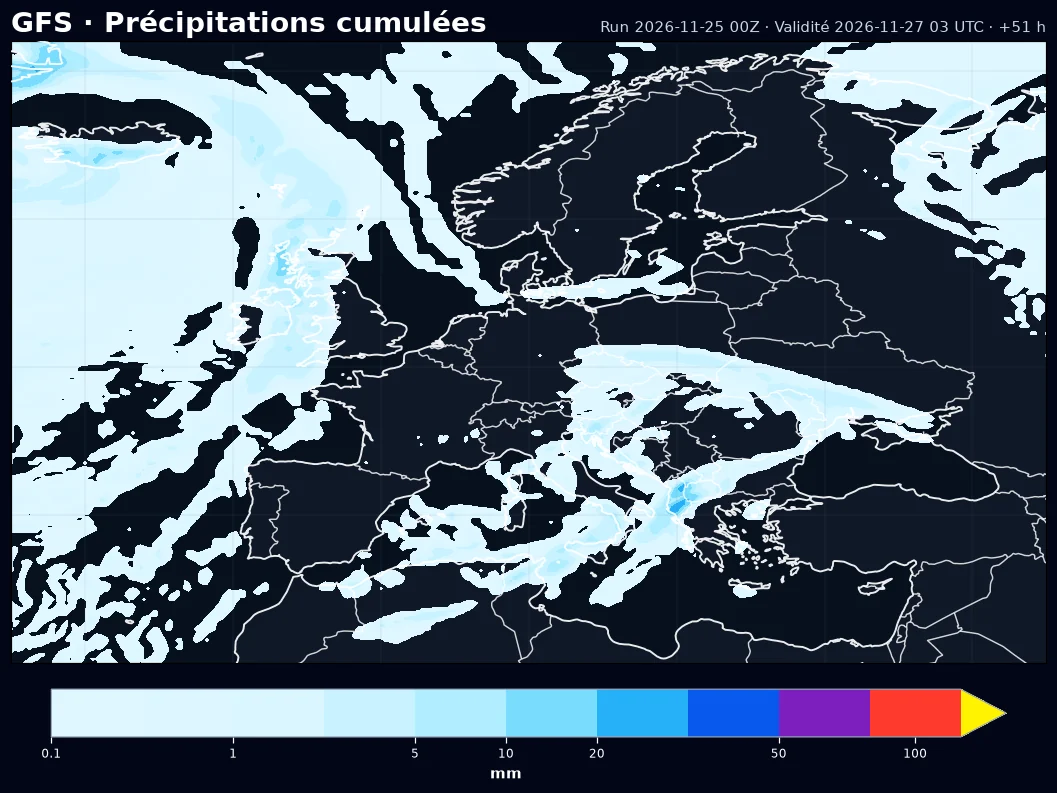 GFS · Précipitations cumulées
Run 2026-11-25 00Z · Validité 2026-11-27 03 UTC · +51 h
0.1 1 5 10 20 50 100
mm